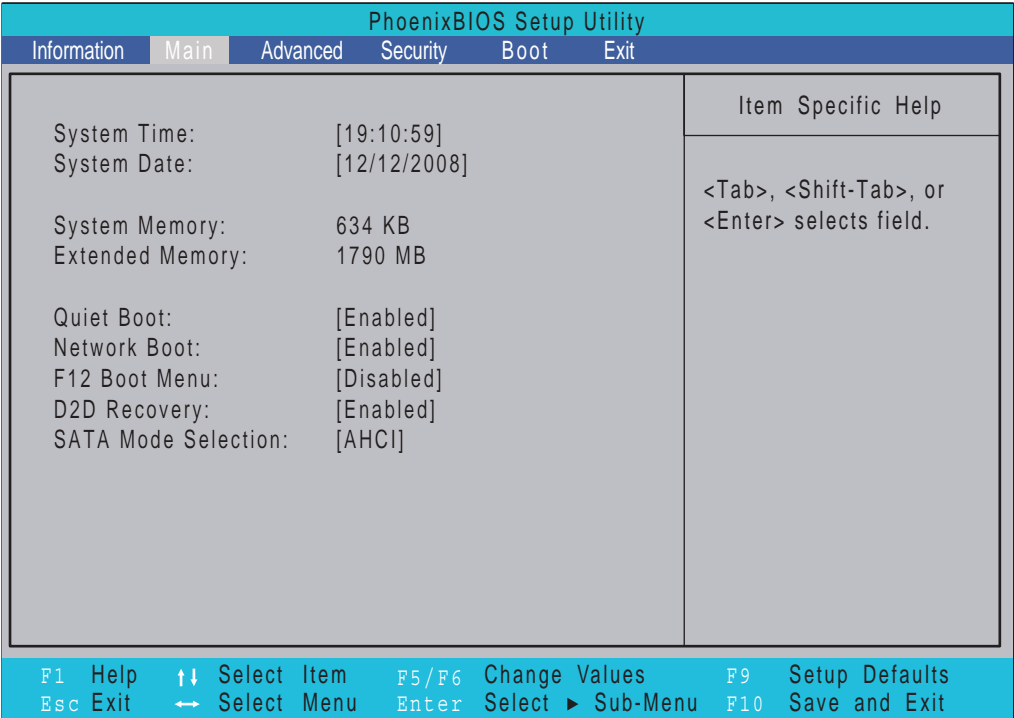 PhoenixBIOS Setup Utility
Information Main Advanced Security Boot Exit
System Time: [19:10:59]
System Date: [12/12/2008]
System Memory: 634 KB
Extended Memory: 1790 MB
Quiet Boot: [Enabled]
Network Boot: [Enabled]
F12 Boot Menu: [Disabled]
D2D Recovery: [Enabled]
SATA Mode Selection: [AHCI]
Item Specific Help
<Tab>, <Shift-Tab>, or
<Enter> selects field.
F1 Help ↑↓ Select Item F5/F6 Change Values F9 Setup Defaults
Esc Exit ↔ Select Menu Enter Select ► Sub-Menu F10 Save and Exit